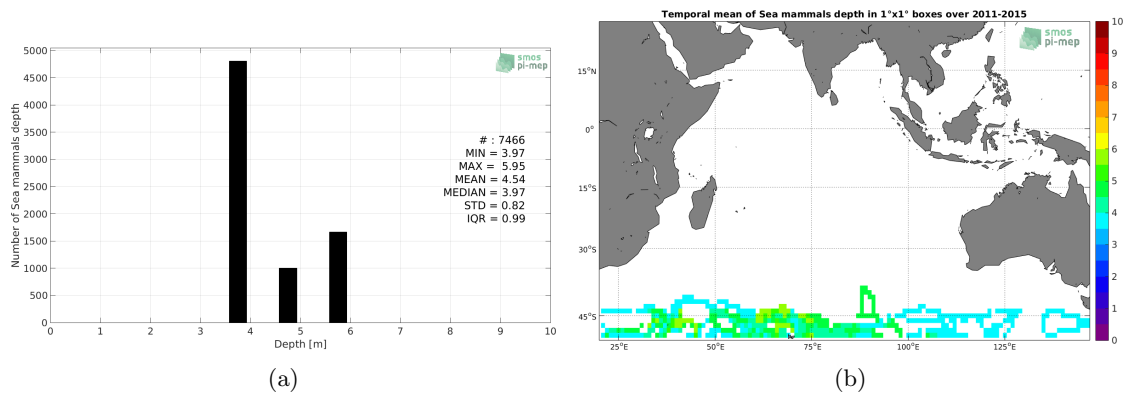 5000
4500
4000
3500
3000
2500
2000
1500
1000
500
0
Number of Sea mammals depth
0 1 2 3 4 5 6 7 8 9 10
Depth [m]
smos
pi-mep
# : 7466
MIN = 3.97
MAX = 5.95
MEAN = 4.54
MEDIAN = 3.97
STD = 0.82
IQR = 0.99
(a)
Temporal mean of Sea mammals depth in 1°x1° boxes over 2011-2015
smos
pi-mep
15°N
0°
15°S
30°S
45°S
25°E 50°E 75°E 100°E 125°E
10
9
8
7
6
5
4
3
2
1
0
(b)